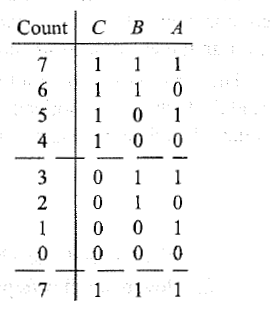 Count C B A
7 1 1 1
6 1 1 0
5 1 0 1
4 1 0 0
3 0 1 1
2 0 1 0
1 0 0 1
0 0 0 0
7 1 1 1